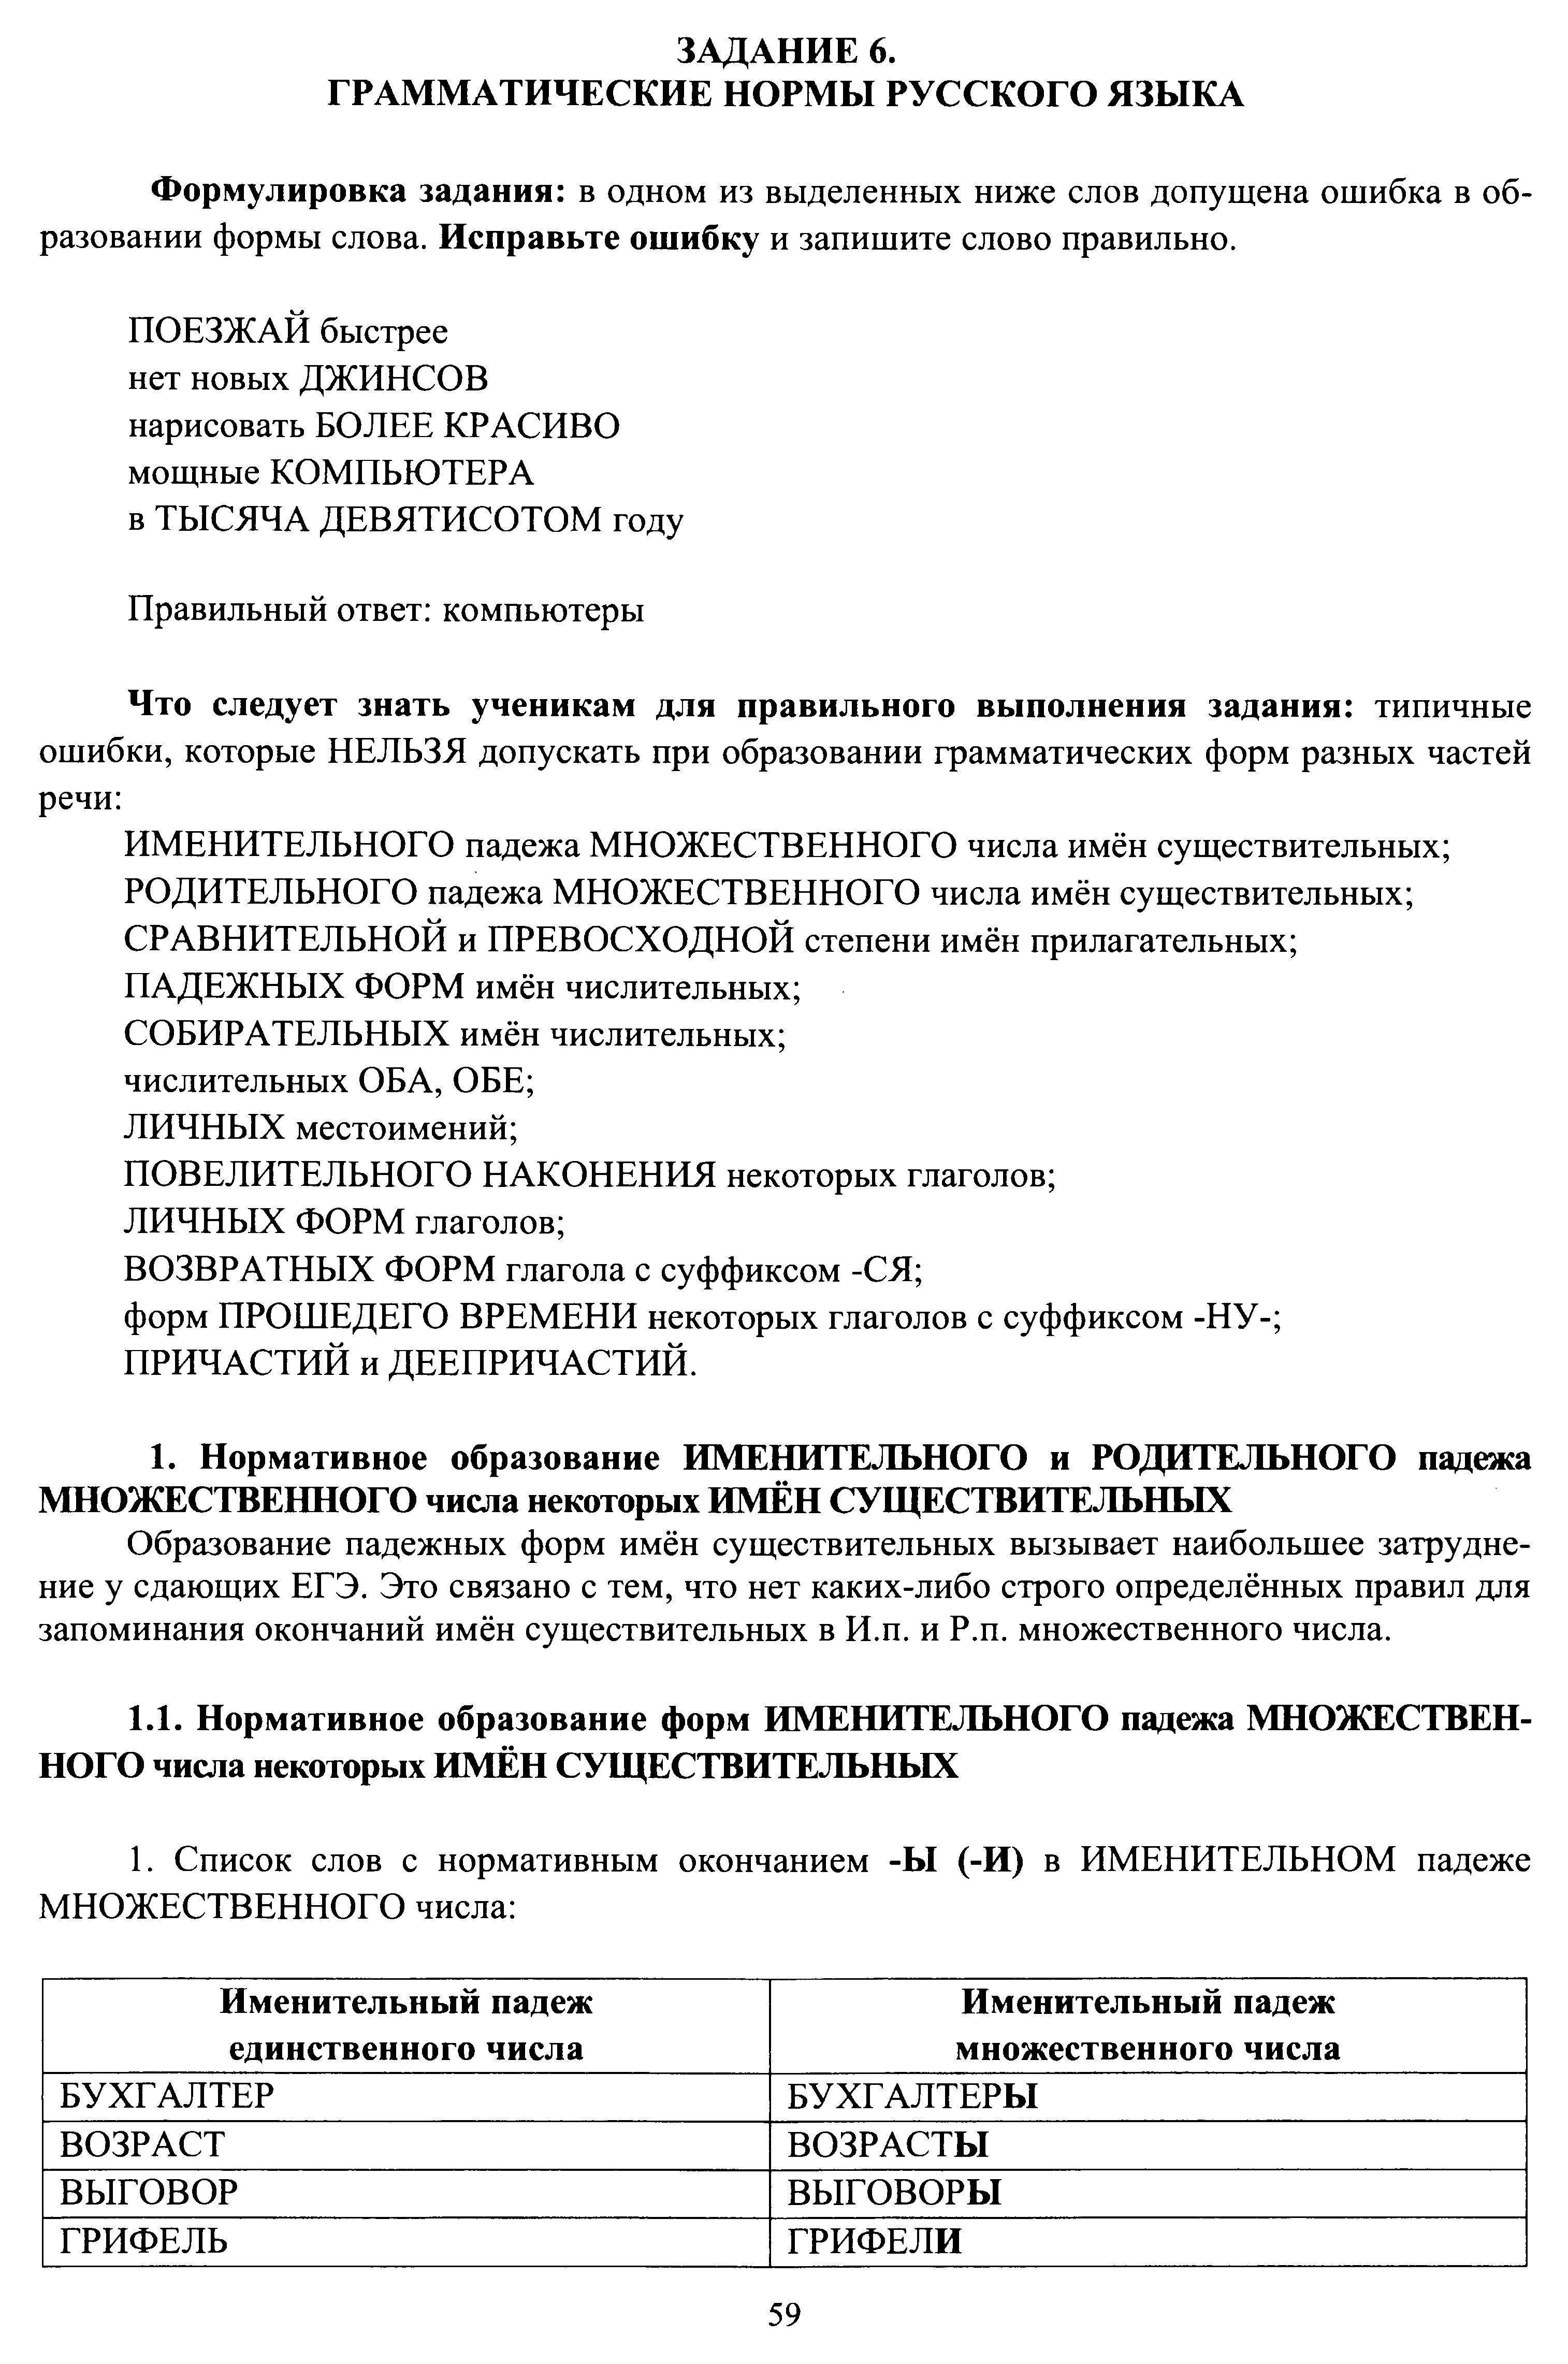 ЗАДАНИЕ 6.
ГРАММАТИЧЕСКИЕ НОРМЫ РУССКОГО ЯЗЫКА
Формулировка задания: в одном из выделенных ниже слов допущена ошибка в об-
разовании формы слова. Исправьте ошибку и запишите слово правильно.
ПОЕЗЖАЙ быстрее
нет новых ДЖИНСОВ
нарисовать БОЛЕЕ КРАСИВО
мощные КОМПЬЮТЕРА
в ТЫСЯЧА ДЕВЯТИСОТОМ году
Правильный ответ: компьютеры
Что следует знать ученикам для правильного выполнения задания: типичные
ошибки, которые НЕЛЬЗЯ допускать при образовании грамматических форм разных частей
речи:
ИМЕНИТЕЛЬНОГО падежа МНОЖЕСТВЕННОГО числа имён существительных;
РОДИТЕЛЬНОГО падежа МНОЖЕСТВЕННОГО числа имён существительных;
СРАВНИТЕЛЬНОЙ и ПРЕВОСХОДНОЙ степени имён прилагательных;
ПАДЕЖНЫХ ФОРМ имён числительных;
СОБИРАТЕЛЬНЫХ имён числительных;
числительных ОБА, ОБЕ;
ЛИЧНЫХ местоимений;
ПОВЕЛИТЕЛЬНОГО НАКОНЕНИЯ некоторых глаголов;
ЛИЧНЫХ ФОРМ глаголов;
ВОЗВРАТНЫХ ФОРМ глагола с суффиксом -СЯ;
форм ПРОШЕДЕГО ВРЕМЕНИ некоторых глаголов с суффиксом -НУ-;
ПРИЧАСТИЙ и ДЕЕПРИЧАСТИЙ.
1. Нормативное образование ИМЕНИТЕЛЬНОГО и РОДИТЕЛЬНОГО падежа
МНОЖЕСТВЕННОГО числа некоторых ИМЁН СУЩЕСТВИТЕЛЬНЫХ
Образование падежных форм имён существительных вызывает наибольшее затрудне-
ние у сдающих ЕГЭ. Это связано с тем, что нет каких-либо строго определённых правил для
запоминания окончаний имён существительных в И.п. и Р.п. множественного числа.
1.1. Нормативное образование форм ИМЕНИТЕЛЬНОГО падежа МНОЖЕСТВЕН-
НОГО числа некоторых ИМЁН СУЩЕСТВИТЕЛЬНЫХ
1. Список слов с нормативным окончанием -Ы (-И) в ИМЕНИТЕЛЬНОМ падеже
МНОЖЕСТВЕННОГО числа:
Именительный падеж
единственного числа
Именительный падеж
множественного числа
БУХГАЛТЕР
БУХГАЛТЕРЫ
ВОЗРАСТ
ВОЗРАСТЫ
ВЫГОВОР
ВЫГОВОРЫ
ГРИФЕЛЬ
ГРИФЕЛИ
59